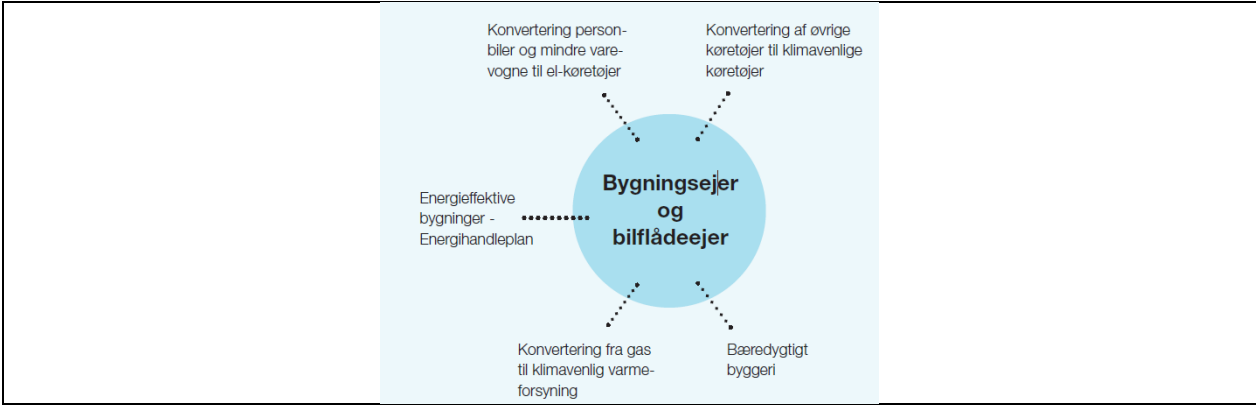 Konvertering person-
biler og mindre vare-
vogne til el-køretøjer
Konvertering af øvrige
køretøjer til klimavenlige
køretøjer
Bygningsejer
og
bilflådeejer
Energieffektive
bygninger -
Energihandleplan
Konvertering fra gas
til klimavenlig varme-
forsyning
Bæredygtigt
byggeri